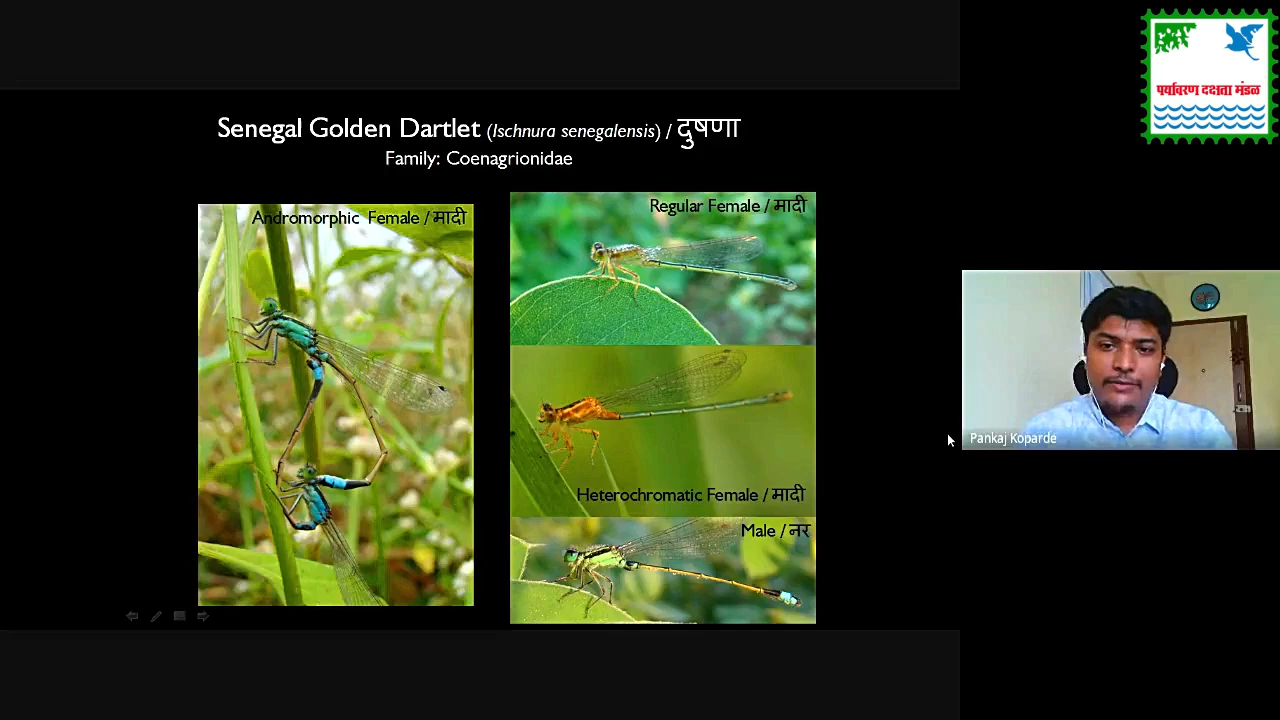 पर्यावरण दक्षता मंडळ
Senegal Golden Dartlet (Ischnura senegalensis) / दुषणा
Family: Coenagrionidae
Andromorphic Female / मादी
Regular Female / मादी
Heterochromatic Female / मादी
Male / नर
Pankaj Koparde